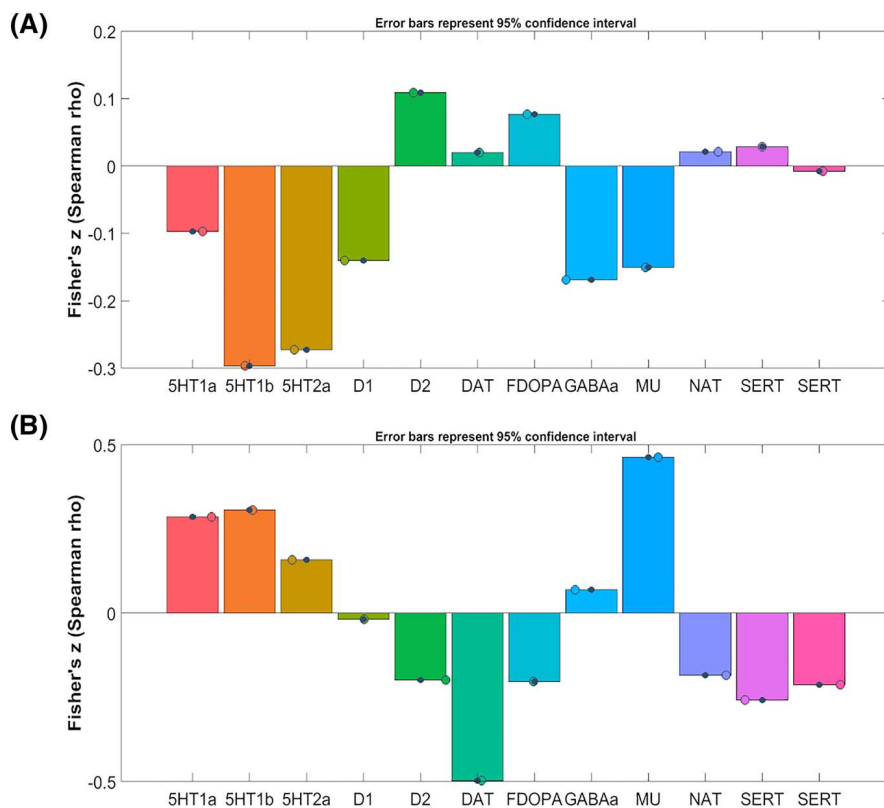 (A)
Error bars represent 95% confidence interval
Fisher's z (Spearman rho)
0.2
0.1
0
-0.1
-0.2
-0.3
5HT1a 5HT1b 5HT2a D1 D2 DAT FDOPA GABAa MU NAT SERT SERT
(B)
Error bars represent 95% confidence interval
Fisher's z (Spearman rho)
0.5
0
-0.5
5HT1a 5HT1b 5HT2a D1 D2 DAT FDOPA GABAa MU NAT SERT SERT